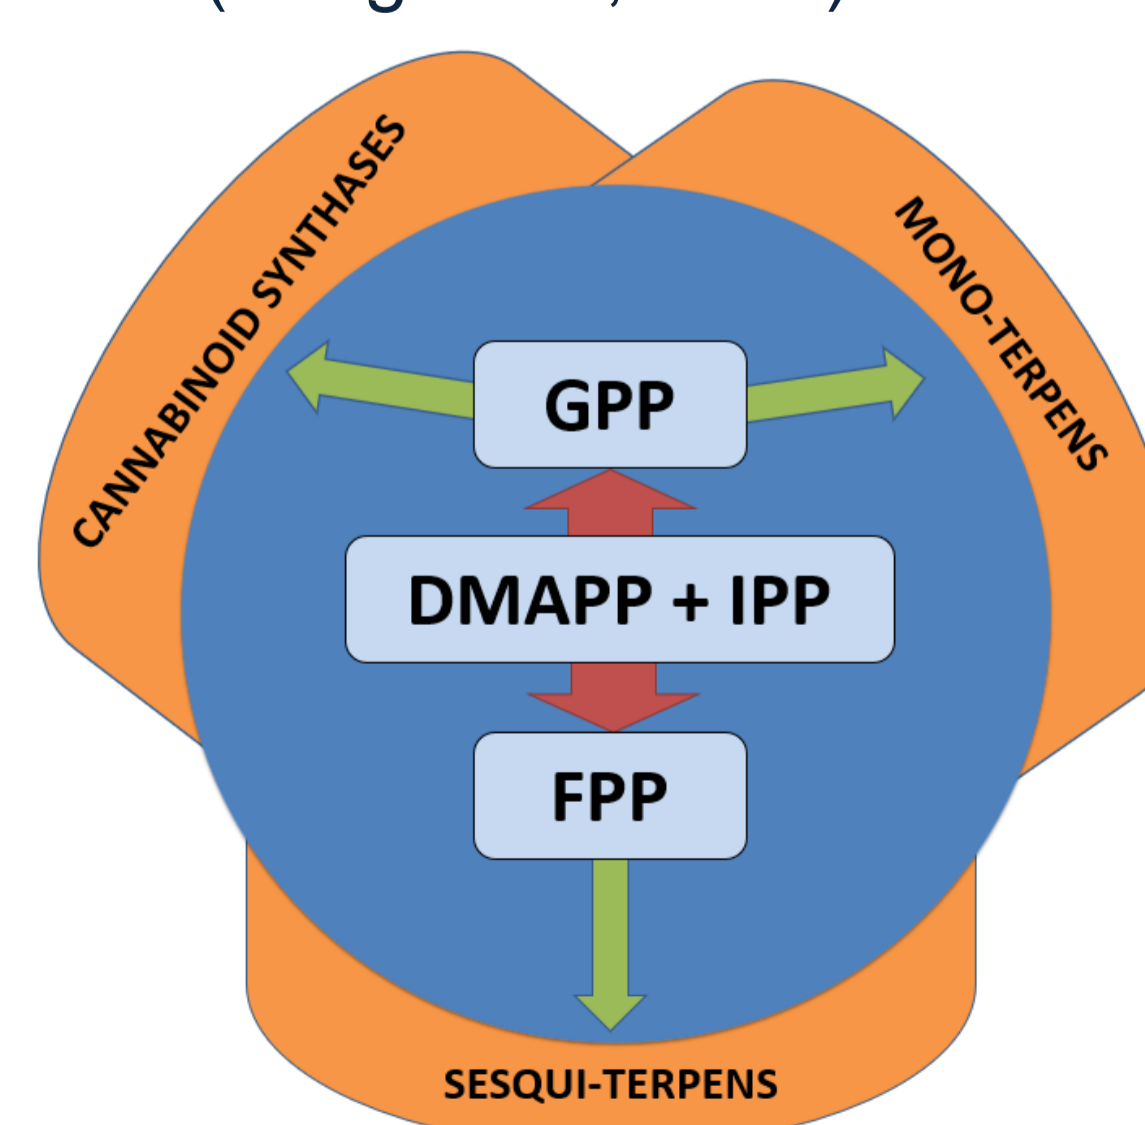 CANNABINOID SYNTHASES
MONO-TERPENS
GPP
DMAPP + IPP
FPP
SESQUI-TERPENS